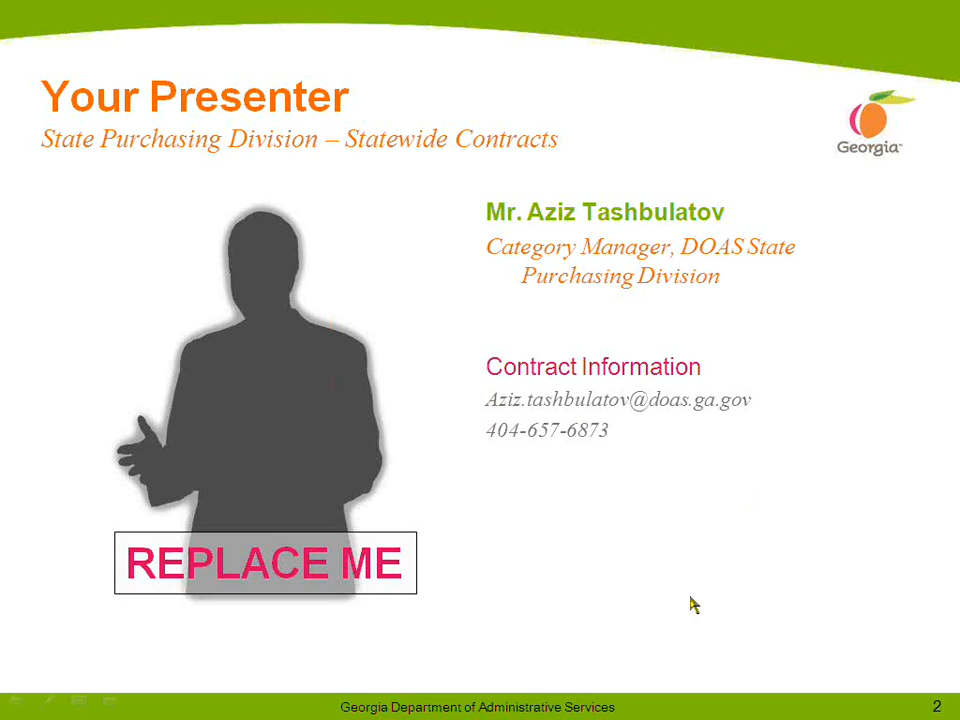 Your Presenter
State Purchasing Division – Statewide Contracts
Georgia™
Mr. Aziz Tashbulatov
Category Manager, DOAS State
Purchasing Division
Contract Information
Aziz.tashbulatov@doas.ga.gov
404-657-6873
REPLACE ME
Georgia Department of Administrative Services
2